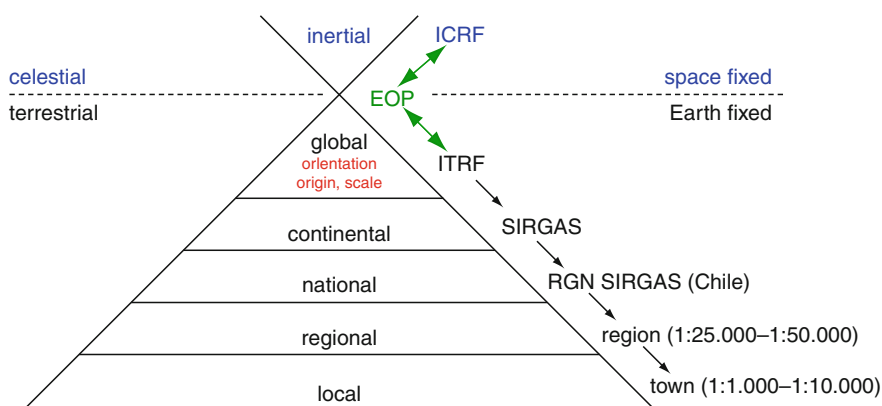 inertial
ICRF
celestial
space fixed
EOP
terrestrial
Earth fixed
global
orlentation
origin, scale
ITRF
continental
SIRGAS
national
RGN SIRGAS (Chile)
regional
region (1:25.000–1:50.000)
local
town (1:1.000–1:10.000)